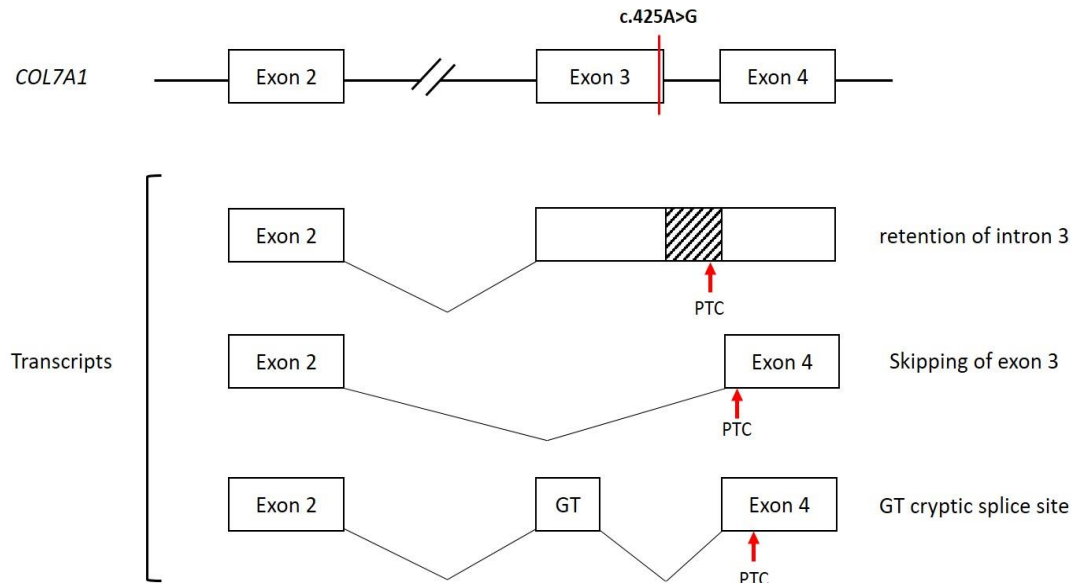 c.425A>G
COL7A1
Exon 2
Exon 3
Exon 4
Exon 2
retention of intron 3
PTC
Transcripts
Exon 2
Exon 4
Skipping of exon 3
PTC
Exon 2
GT
Exon 4
GT cryptic splice site
PTC